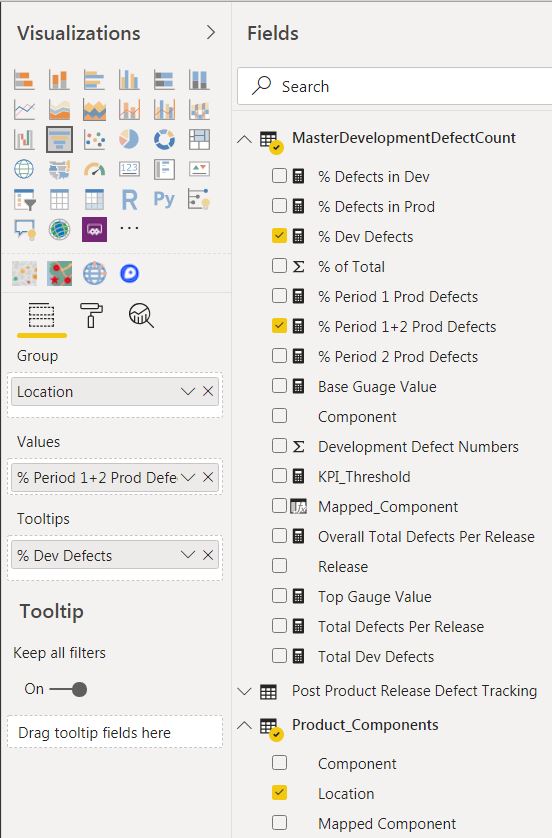 Visualizations
Fields
Search
123
R
Py
Group
Location
Values
% Period 1+2 Prod Defe
Tooltips
% Dev Defects
Tooltip
Keep all filters
On
Drag tooltip fields here
MasterDevelopmentDefectCount
% Defects in Dev
% Defects in Prod
% Dev Defects
Σ % of Total
% Period 1 Prod Defects
% Period 1+2 Prod Defects
% Period 2 Prod Defects
Base Guage Value
Component
Σ Development Defect Numbers
KPI_Threshold
Mapped_Component
Overall Total Defects Per Release
Release
Top Gauge Value
Total Defects Per Release
Total Dev Defects
Post Product Release Defect Tracking
Product_Components
Component
Location
Mapped Component